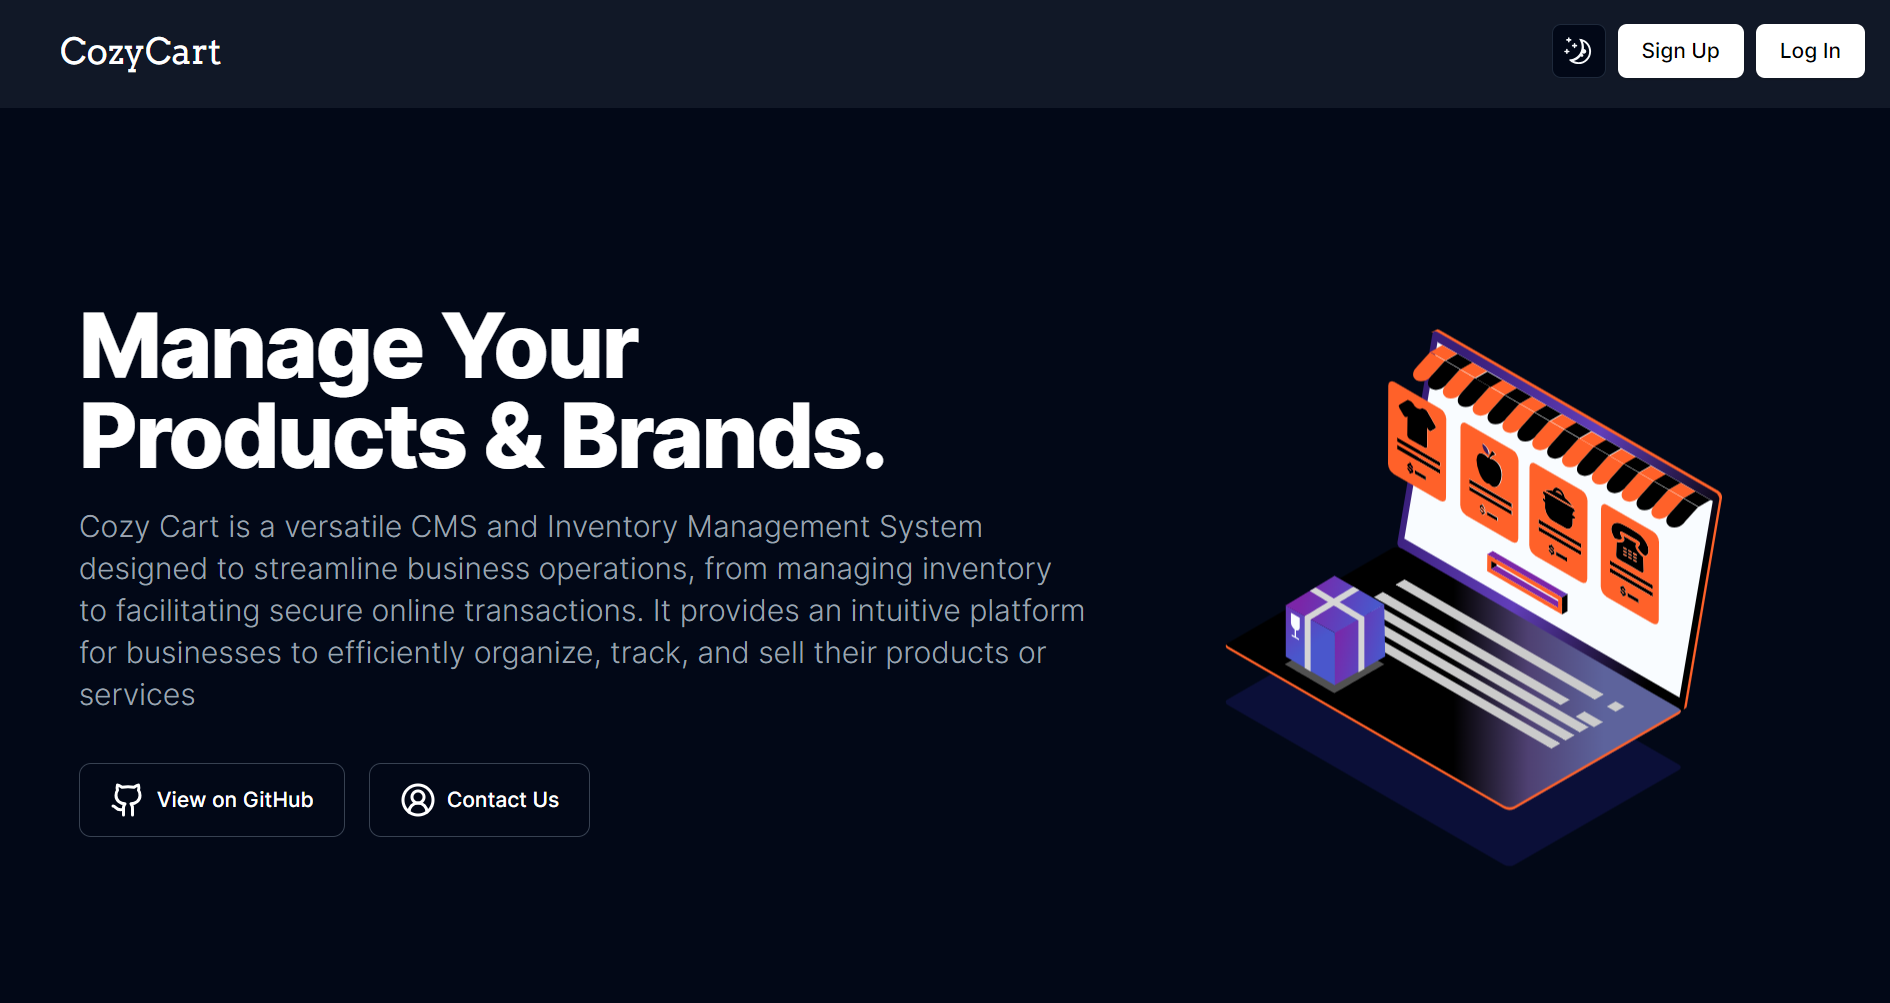 CozyCart
Sign Up
Log In
Manage Your
Products & Brands.
Cozy Cart is a versatile CMS and Inventory Management System
designed to streamline business operations, from managing inventory
to facilitating secure online transactions. It provides an intuitive platform
for businesses to efficiently organize, track, and sell their products or
services
View on GitHub
Contact Us
$
$
$
$